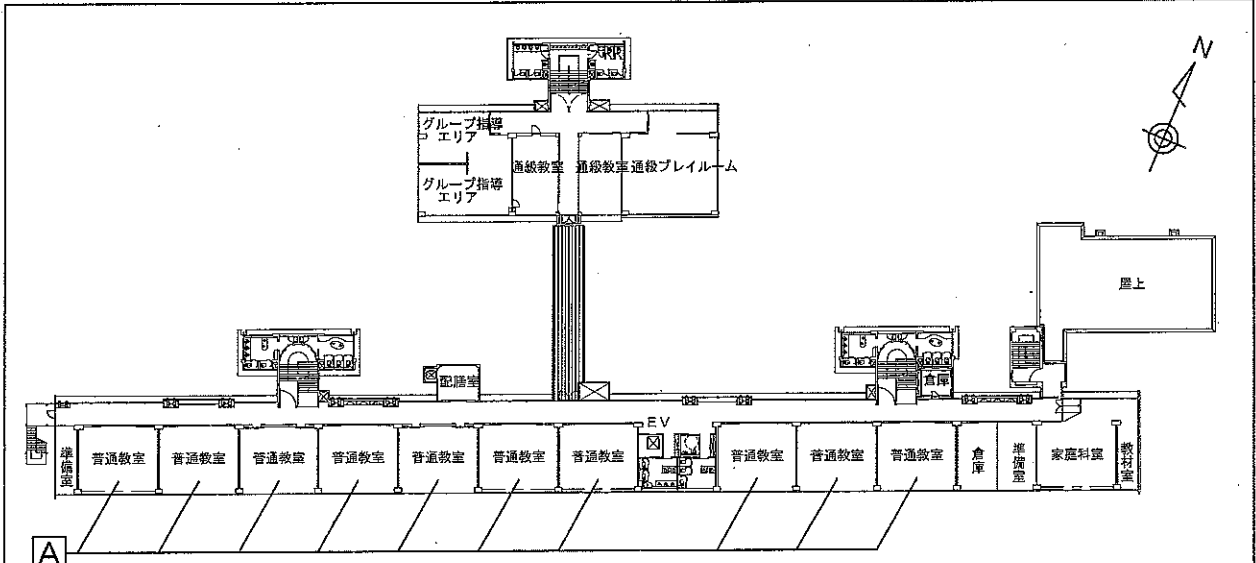 N
グループ指導
エリア
通級教室
通級教室
通級プレイルーム
グループ指導
エリア
屋上
配膳室
倉庫
EV
準備室
普通教室
普通教室
普通教室
普通教室
普通教室
普通教室
普通教室
普通教室
普通教室
普通教室
倉庫
準備室
家庭科室
教材室
A